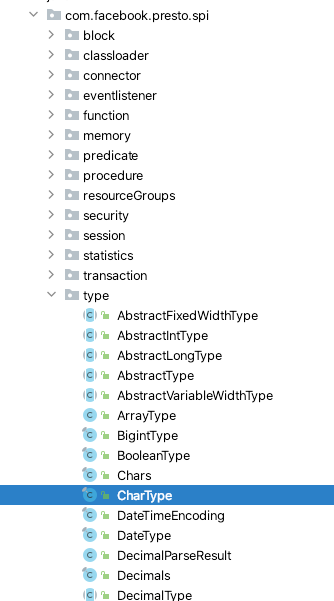 com.facebook.presto.spi
block
classloader
connector
eventlistener
function
memory
predicate
procedure
resourceGroups
security
session
statistics
transaction
type
C AbstractFixedWidthType
C AbstractIntType
C AbstractLongType
C AbstractType
C AbstractVariableWidthType
C ArrayType
C BigintType
C BooleanType
C Chars
C CharType
C DateTimeEncoding
C DateType
C DecimalParseResult
C Decimals
C DecimalType